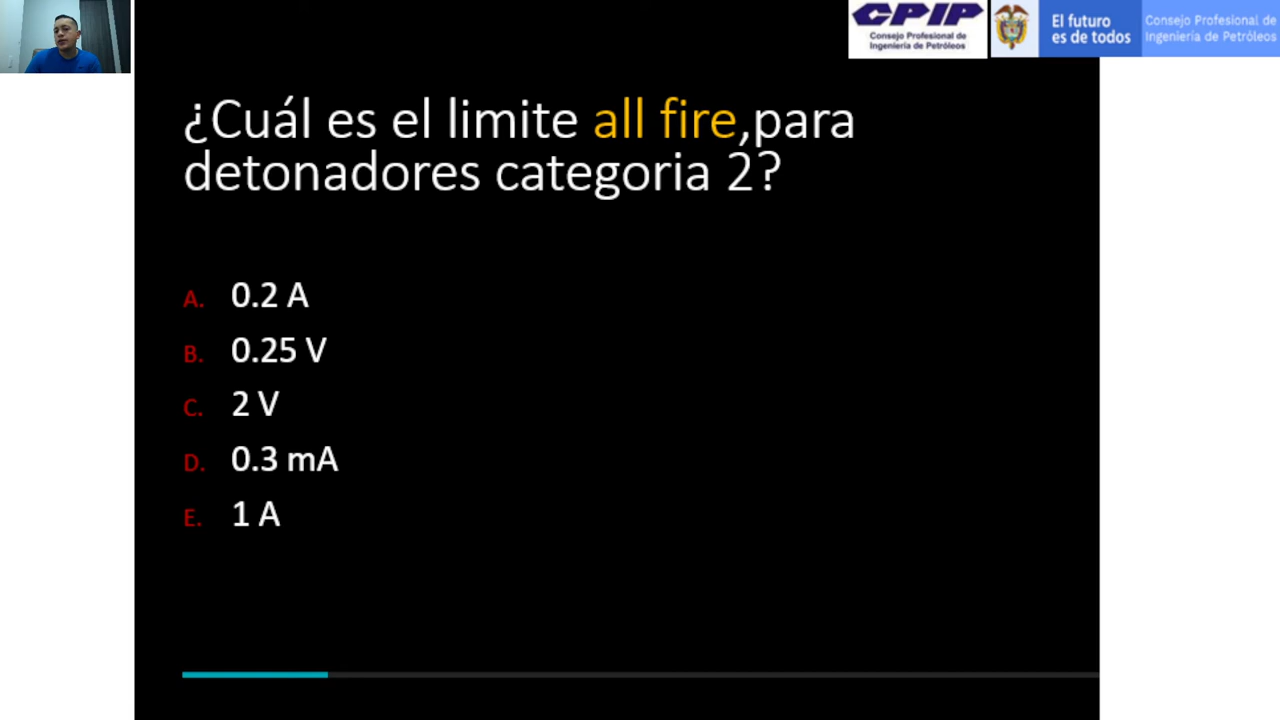 CPIP
Consejo Profesional de
Ingeniería de Petróleos
El futuro
es de todos
Consejo Profesional de
Ingeniería de Petróleos
¿Cuál es el limite all fire,para
detonadores categoria 2?
A. 0.2 A
B. 0.25 V
C. 2 V
D. 0.3 mA
E. 1 A